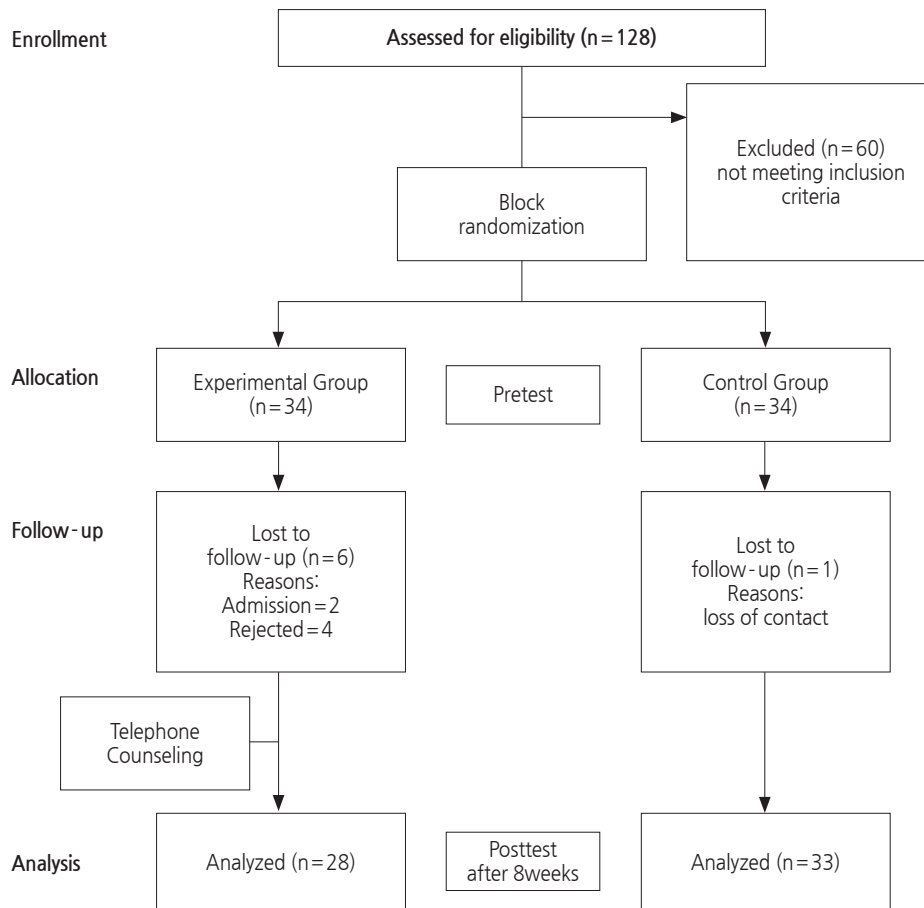 Enrollment
Assessed for eligibility (n=128)
Excluded (n=60)
not meeting inclusion
criteria
Block
randomization
Allocation
Experimental Group
(n=34)
Pretest
Control Group
(n=34)
Follow-up
Lost to
follow-up (n=6)
Reasons:
Admission=2
Rejected=4
Lost to
follow-up (n=1)
Reasons:
loss of contact
Telephone
Counseling
Analysis
Analyzed (n=28)
Posttest
after 8weeks
Analyzed (n=33)